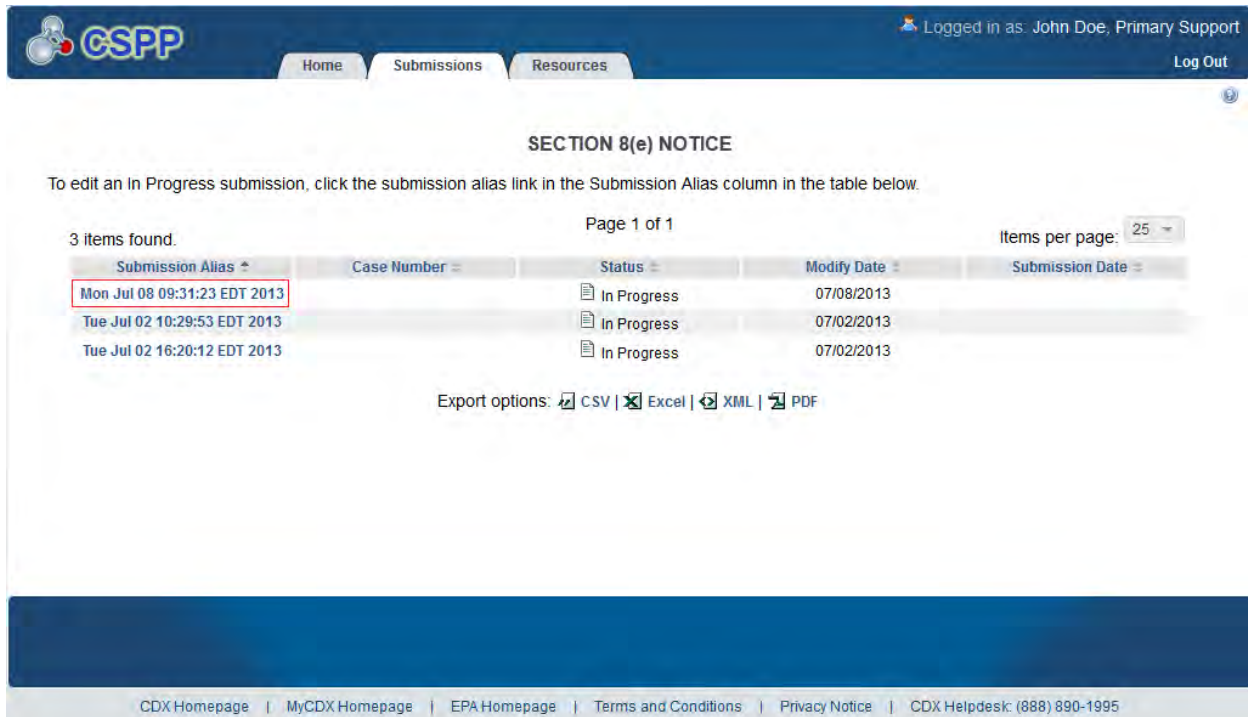 CSPP
Logged in as: John Doe, Primary Support
Home Submissions Resources Log Out
SECTION 8(e) NOTICE
To edit an In Progress submission, click the submission alias link in the Submission Alias column in the table below.
3 items found. Page 1 of 1 Items per page: 25
Submission Alias Case Number Status Modify Date Submission Date
Mon Jul 08 09:31:23 EDT 2013 In Progress 07/08/2013
Tue Jul 02 10:29:53 EDT 2013 In Progress 07/02/2013
Tue Jul 02 16:20:12 EDT 2013 In Progress 07/02/2013
Export options: CSV | Excel | XML | PDF
CDX Homepage | MyCDX Homepage | EPA Homepage | Terms and Conditions | Privacy Notice | CDX Helpdesk: (888) 890-1995